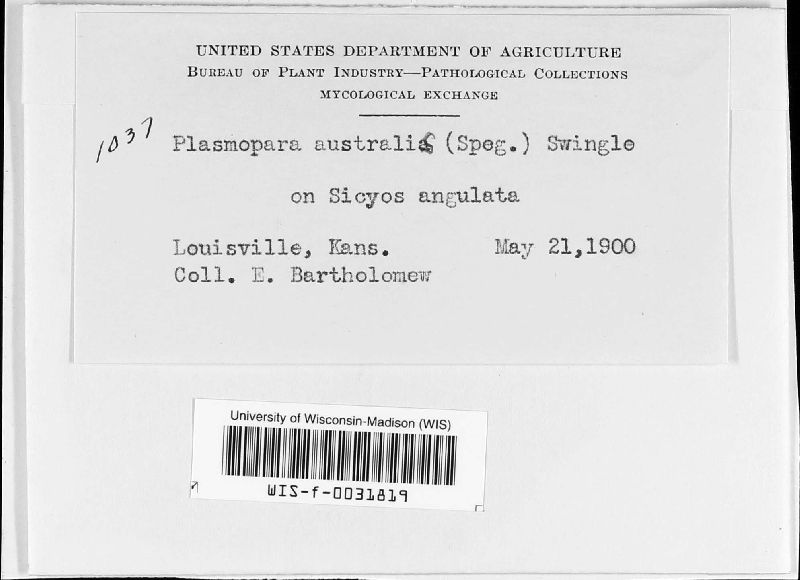 UNITED STATES DEPARTMENT OF AGRICULTURE
BUREAU OF PLANT INDUSTRY—PATHOLOGICAL COLLECTIONS
MYCOLOGICAL EXCHANGE
1037
Plasmopara australis (Speg.) Swingle
on Sicyos angulata
Louisville, Kans. May 21,1900
Coll. E. Bartholomew
University of Wisconsin-Madison (WIS)
WIS-f-0031819